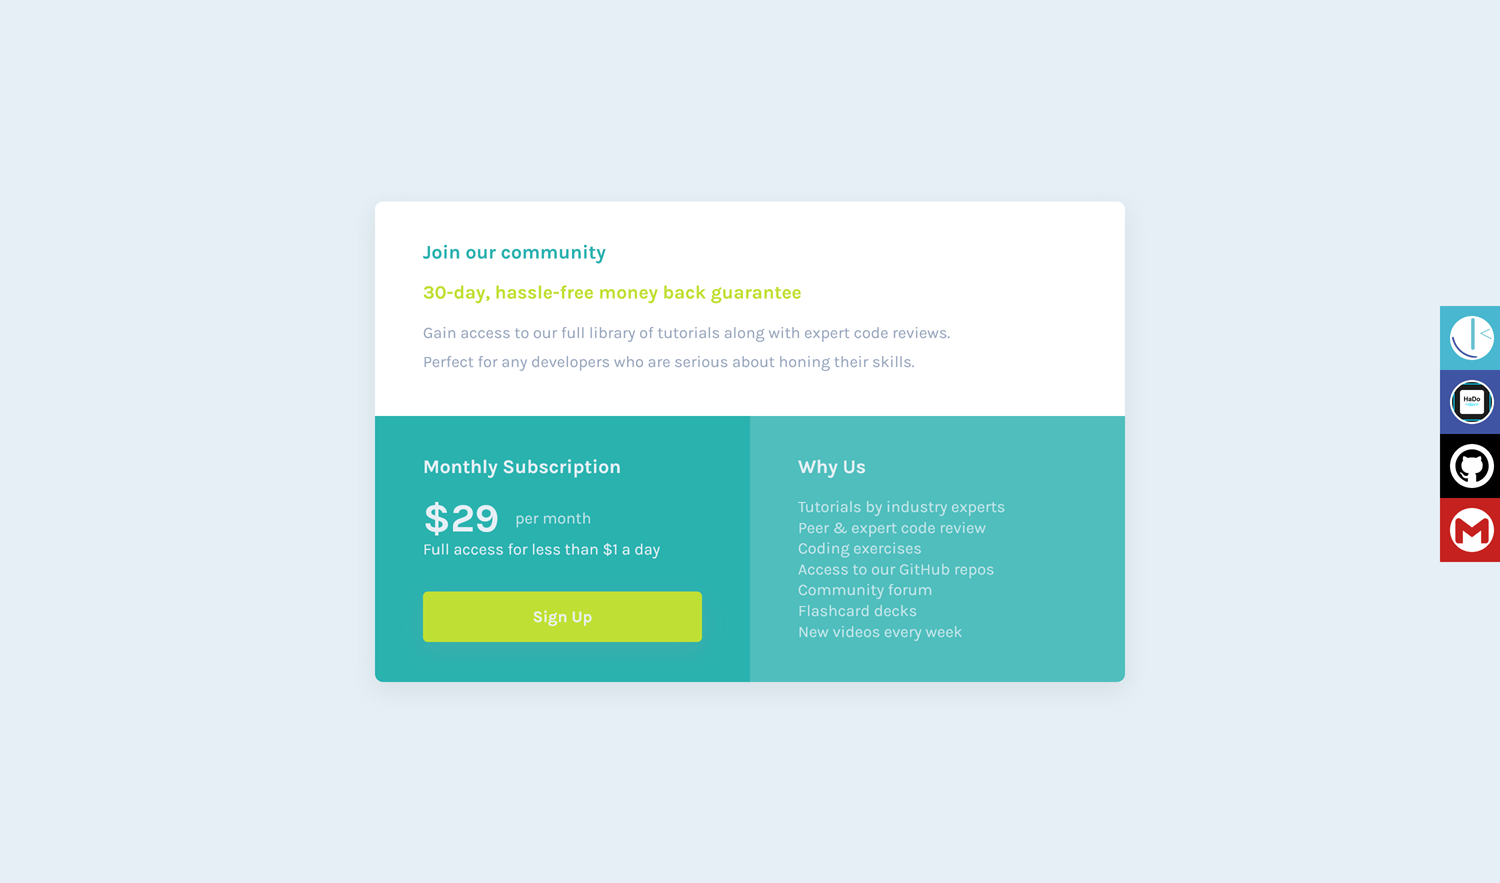 Join our community
30-day, hassle-free money back guarantee
Gain access to our full library of tutorials along with expert code reviews.
Perfect for any developers who are serious about honing their skills.
Monthly Subscription
$29 per month
Full access for less than $1 a day
Sign Up
Why Us
Tutorials by industry experts
Peer & expert code review
Coding exercises
Access to our GitHub repos
Community forum
Flashcard decks
New videos every week
HaDo